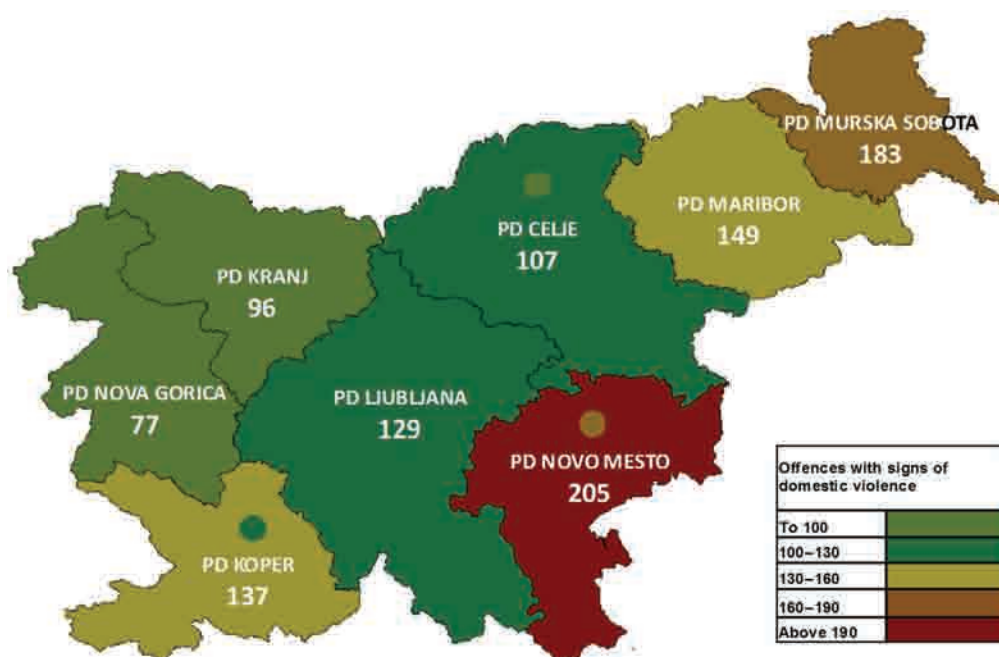 PD MURSKA SOBOTA
183
PD MARIBOR
149
PD CELJE
107
PD KRANJ
96
PD NOVA GORICA
77
PD LJUBLJANA
129
PD NOVO MESTO
205
PD KOPER
137
Offences with signs of
domestic violence
To 100
100–130
130–160
160–190
Above 190